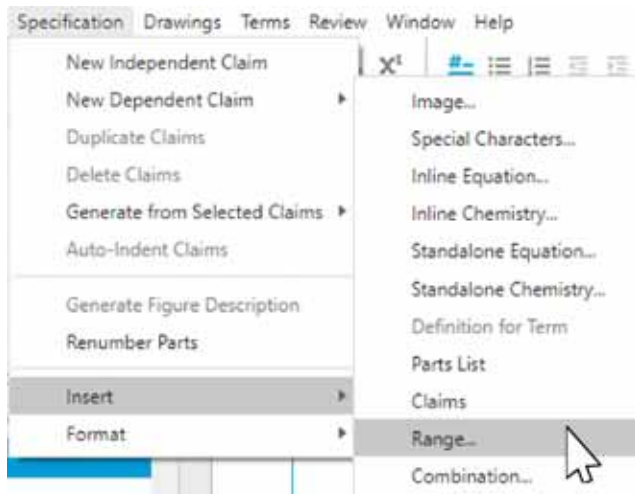 Specification Drawings Terms Review Window Help
New Independent Claim
New Dependent Claim
Duplicate Claims
Delete Claims
Generate from Selected Claims
Auto-Indent Claims
Generate Figure Description
Renumber Parts
Insert
Format
X¹
#
Image...
Special Characters...
Inline Equation...
Inline Chemistry...
Standalone Equation...
Standalone Chemistry...
Definition for Term
Parts List
Claims
Range...
Combination...